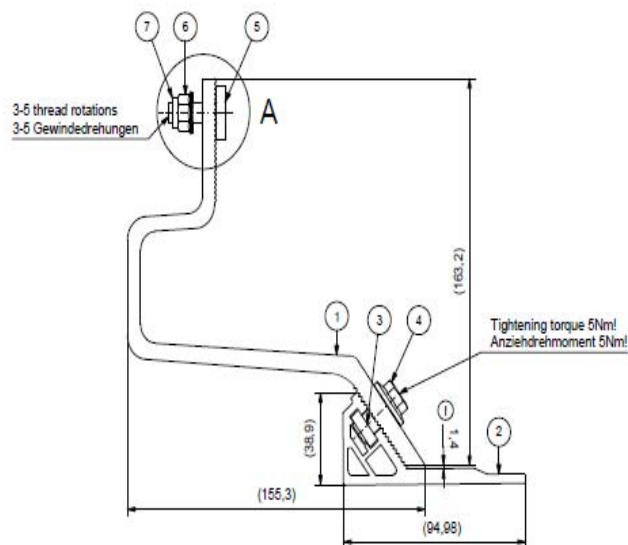 7
6
5
3-5 thread rotations
3-5 Gewindedrehungen
A
(163,2)
1
3
4
Tightening torque 5Nm!
Anziehdrehmoment 5Nm!
(38,9)
I
1,4
2
(155,3)
(94,98)